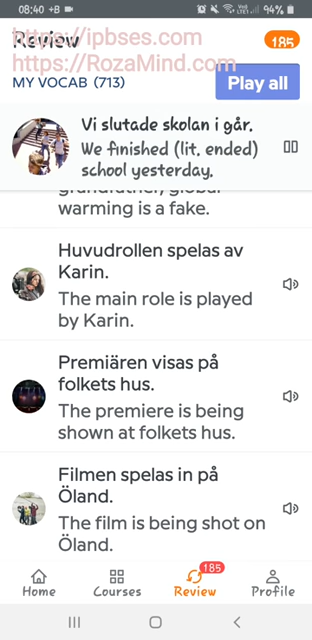 08:40 +B
94%
https://ipbses.com
Review
185
https://RozaMind.com
MY VOCAB (713)
Play all
Vi slutade skolan i går.
We finished (lit. ended)
school yesterday.
grandfather, global
warming is a fake.
Huvudrollen spelas av
Karin.
The main role is played
by Karin.
Premiären visas på
folkets hus.
The premiere is being
shown at folkets hus.
Filmen spelas in på
Öland.
The film is being shot on
Öland.
185
Home
Courses
Review
Profile